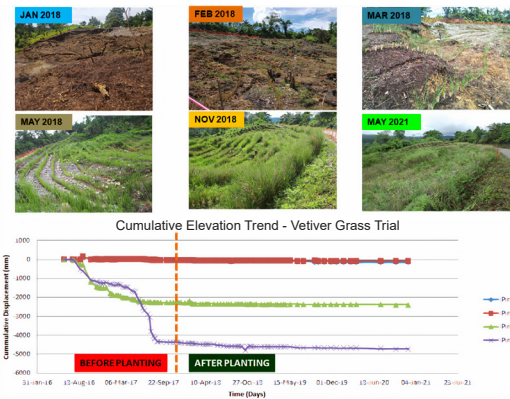 JAN 2018
FEB 2018
MAR 2018
MAY 2018
NOV 2018
MAY 2021
Cumulative Elevation Trend - Vetiver Grass Trial
Cummulative Displacement (mm)
1000
0
-1000
-2000
-3000
-4000
-5000
-6000
BEFORE PLANTING
AFTER PLANTING
31-Jan-16 18-Aug-16 06-Mar-17 22-Sep-17 10-Apr-18 27-Oct-18 15-May-19 01-Dec-19 18-Jun-20 04-Jan-21 23-Jul-21
Time (Days)